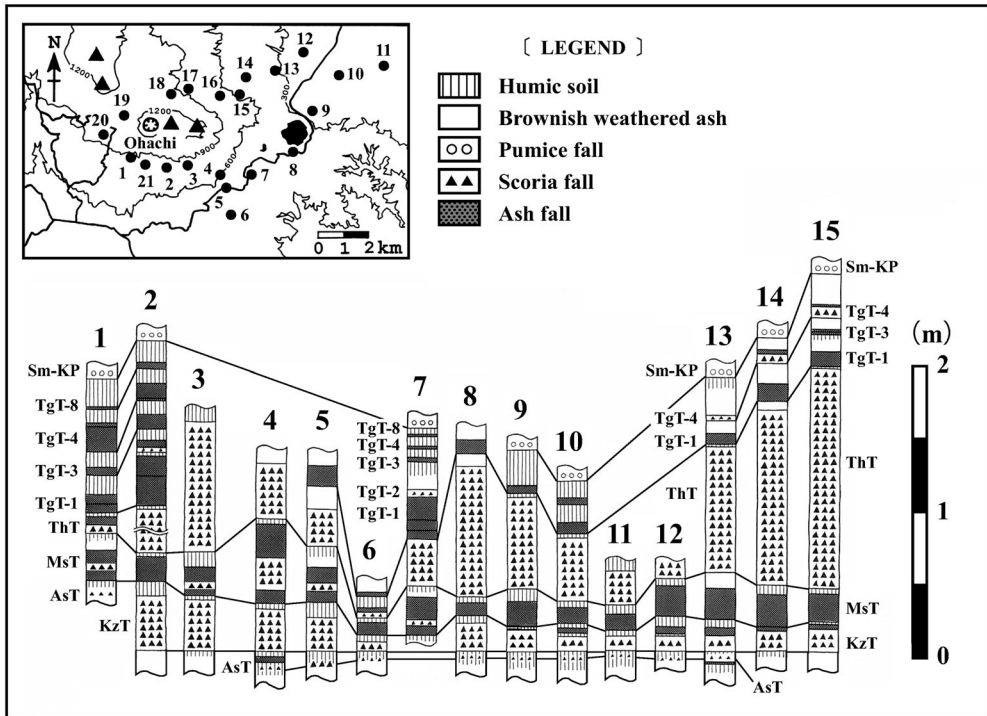 〔 LEGEND 〕
Humic soil
Brownish weathered ash
Pumice fall
Scoria fall
Ash fall
N
1200
1200
900
600
300
Ohachi
1
2
3
4
5
6
7
8
9
10
11
12
13
14
15
16
17
18
19
20
21
0 1 2 km
1
2
3
4
5
6
7
8
9
10
11
12
13
14
15
Sm-KP
TgT-8
TgT-4
TgT-3
TgT-1
ThT
MsT
AsT
KzT
AsT
TgT-8
TgT-4
TgT-3
TgT-2
TgT-1
Sm-KP
TgT-4
TgT-1
ThT
AsT
Sm-KP
TgT-4
TgT-3
TgT-1
ThT
MsT
KzT
(m)
2
1
0